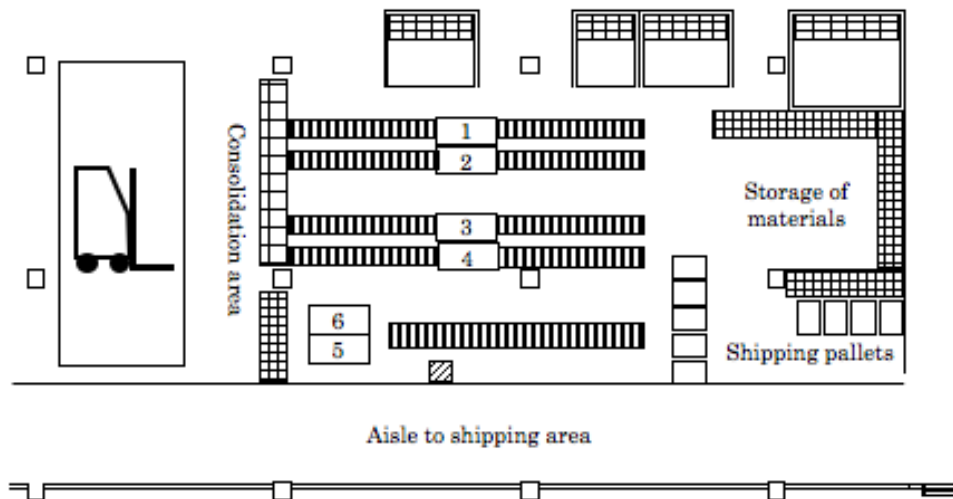 Consolidation area
1
2
3
4
6
5
Storage of
materials
Shipping pallets
Aisle to shipping area